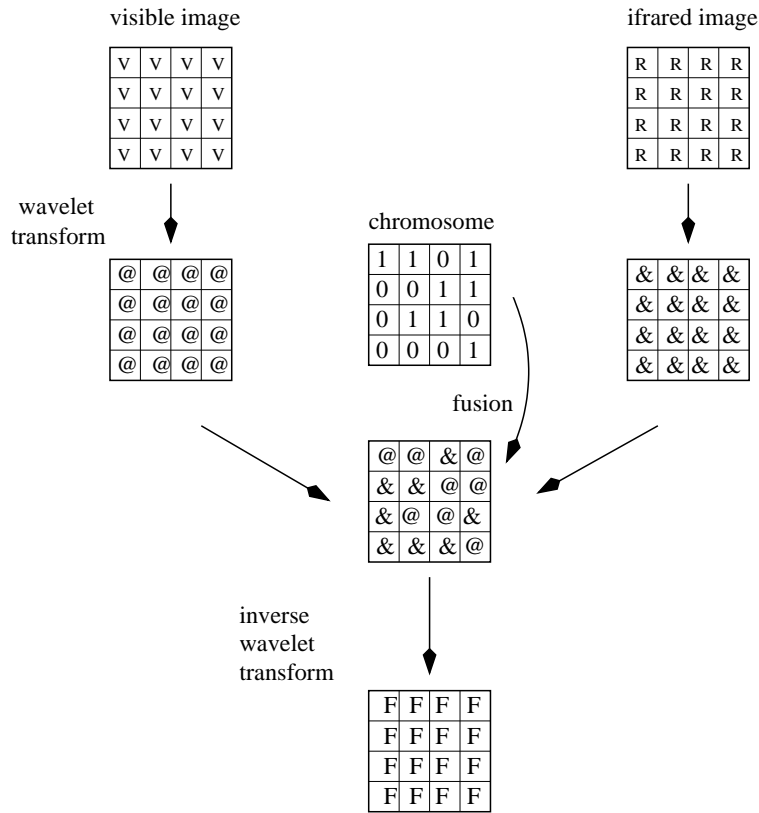 visible image
ifrared image
V V V V
V V V V
V V V V
V V V V
R R R R
R R R R
R R R R
R R R R
wavelet
transform
chromosome
@ @ @ @
@ @ @ @
@ @ @ @
@ @ @ @
1 1 0 1
0 0 1 1
0 1 1 0
0 0 0 1
& & & &
& & & &
& & & &
& & & &
fusion
@ @ & @
& & @ @
& @ @ &
& & & @
inverse
wavelet
transform
F F F F
F F F F
F F F F
F F F F